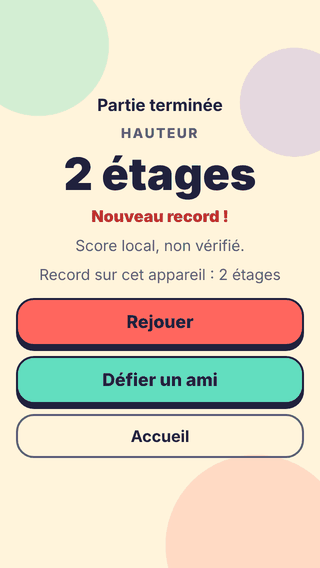 Partie terminée
HAUTEUR
2 étages
Nouveau record !
Score local, non vérifié.
Record sur cet appareil : 2 étages
Rejouer
Défier un ami
Accueil